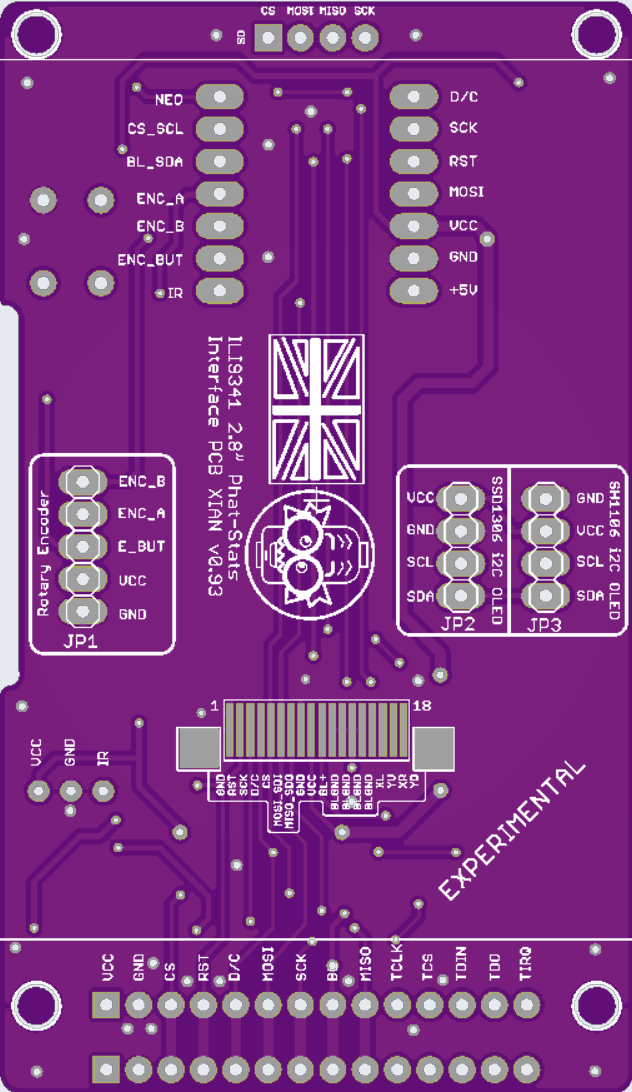 CS MOSI MISO SCK
SD
NEO
CS_SCL
BL_SDA
ENC_A
ENC_B
ENC_BUT
IR
D/C
SCK
RST
MOSI
VCC
GND
+5V
ILI9341 2.8" Phat-Stats
Interface PCB XIAN v0.93
Rotary Encoder
ENC_B
ENC_A
E_BUT
VCC
GND
JP1
VCC
GND
SCL
SDA
SSD1306 i2C OLED
JP2
GND
VCC
SCL
SDA
SH1106 i2C OLED
JP3
1 18
VCC GND IR
GND
RST
SCK
D/C
CS
MOSI_SDI
MISO_SDO
GND
VCC
BL+
BLGND
BLGND
BLGND
BLGND
XL
YU
XR
YD
EXPERIMENTAL
VCC GND CS RST D/C MOSI SCK BL MISO TCLK TCS TDIN TDO TIRQ